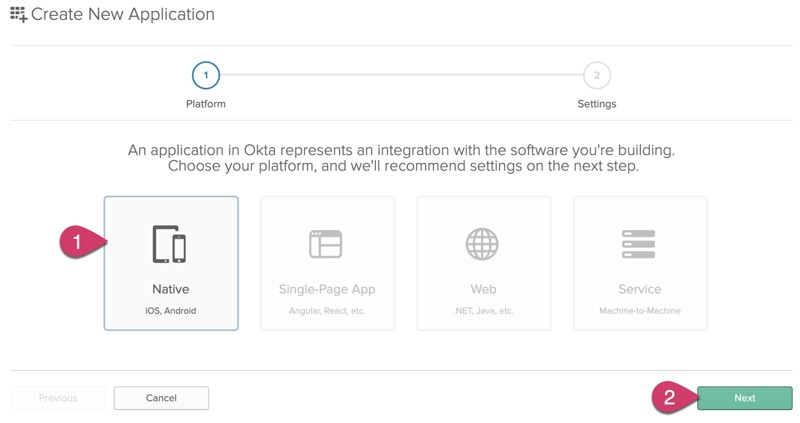 Create New Application
1
2
Platform
Settings
An application in Okta represents an integration with the software you're building.
Choose your platform, and we'll recommend settings on the next step.
1
Native
iOS, Android
Single-Page App
Angular, React, etc.
Web
.NET, Java, etc.
Service
Machine-to-Machine
Previous
Cancel
2
Next